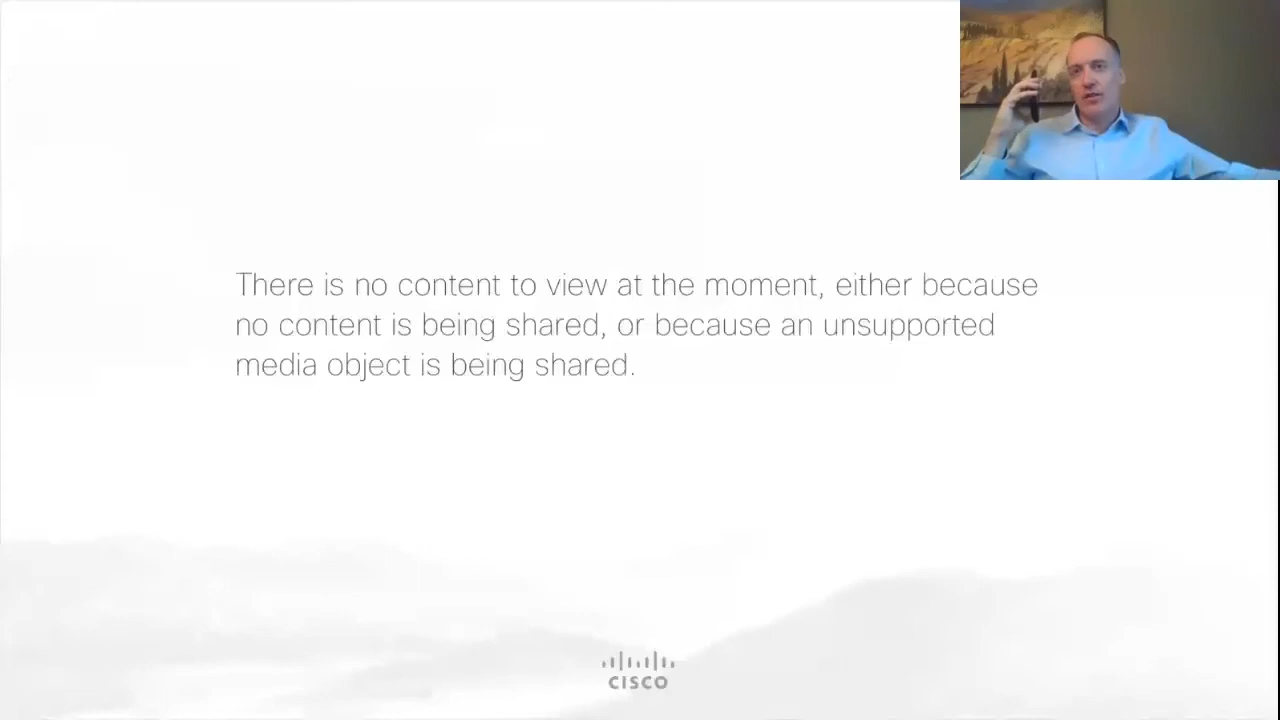 There is no content to view at the moment, either because
no content is being shared, or because an unsupported
media object is being shared.
CISCO